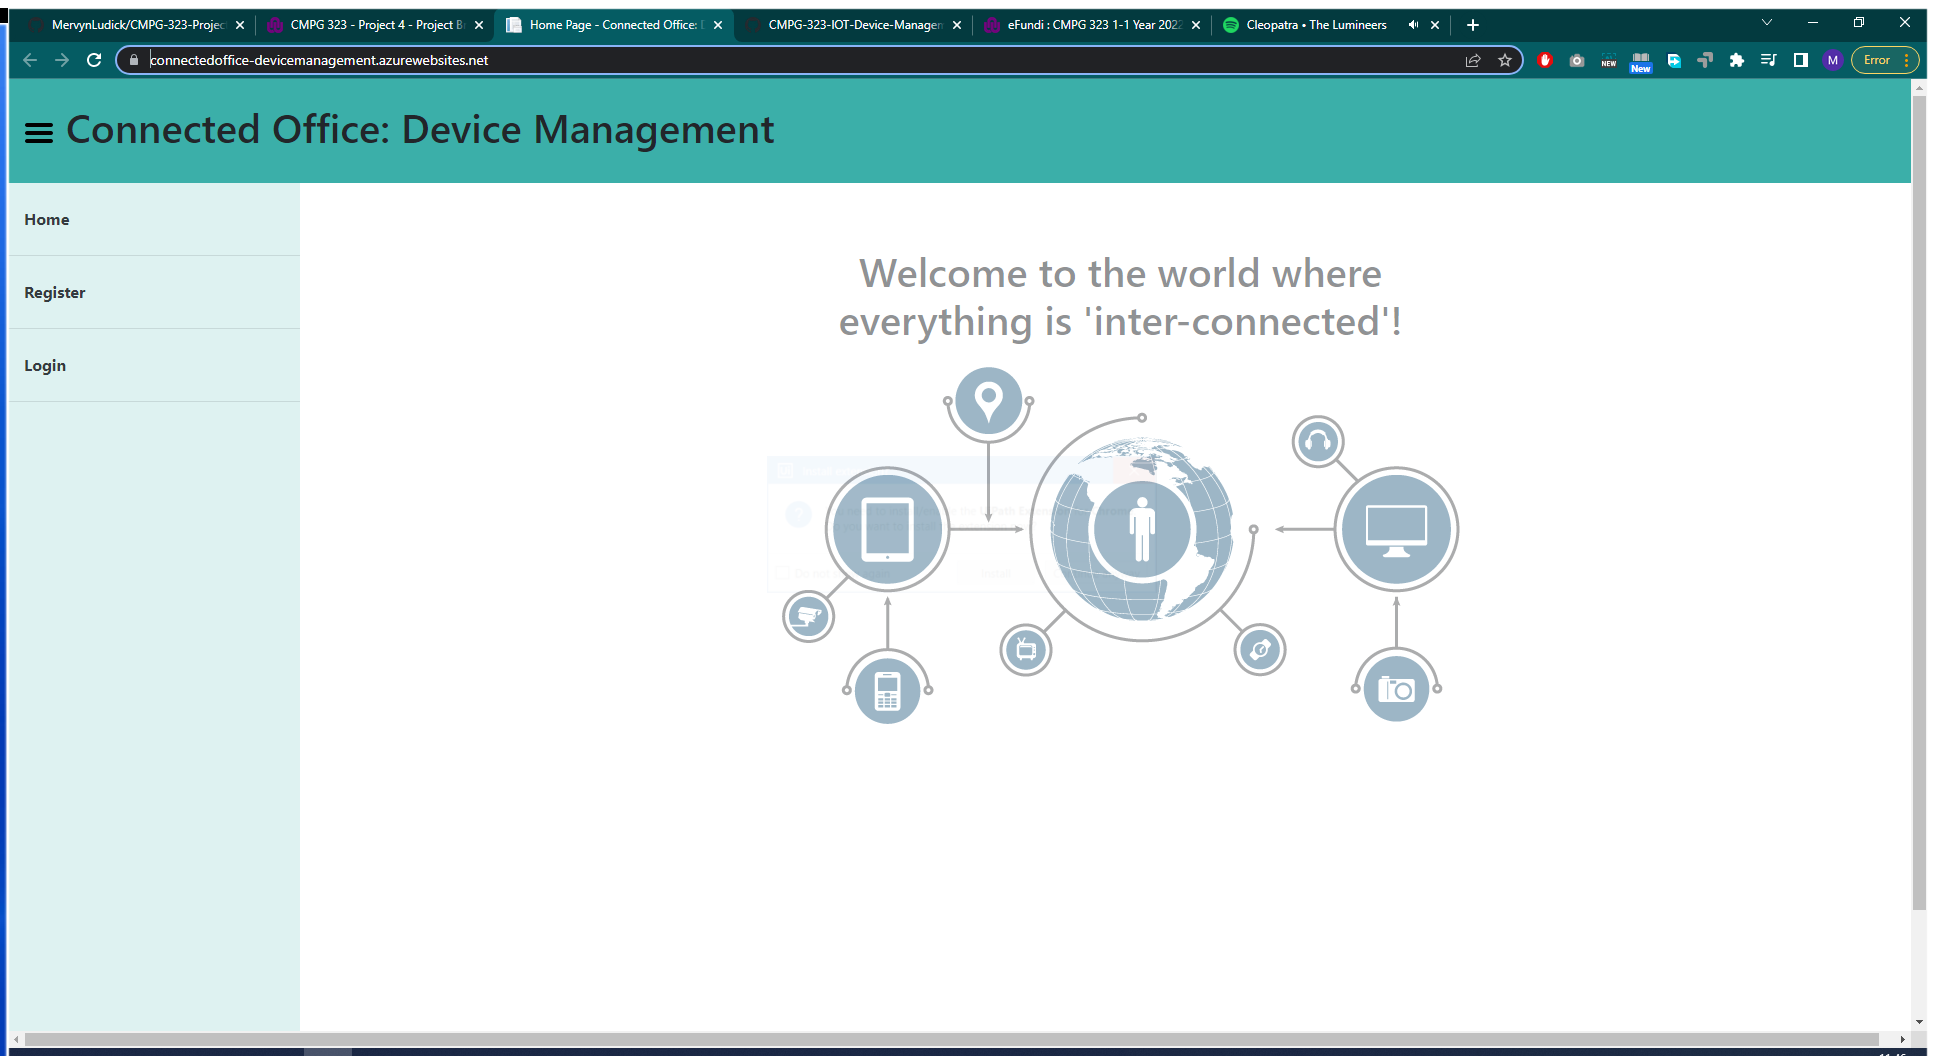 MervynLudick/CMPG-323-Projec
CMPG 323 - Project 4 - Project B
Home Page - Connected Office: D
CMPG-323-IOT-Device-Managem
eFundi : CMPG 323 1-1 Year 2022
Cleopatra • The Lumineers
connectedoffice-devicemanagement.azurewebsites.net
NEW
New
M
Error
Connected Office: Device Management
Home
Register
Login
Welcome to the world where
everything is 'inter-connected'!